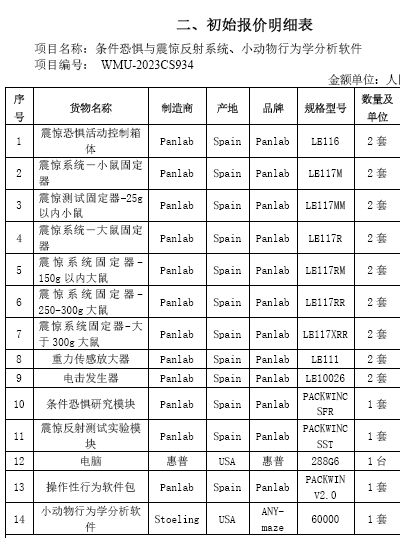 二、初始报价明细表
项目名称：条件恐惧与震惊反射系统、小动物行为学分析软件
项目编号： WMU-2023CS934
金额单位：人
序号 货物名称 制造商 产地 品牌 规格型号 数量及单位
1 震惊恐惧活动控制箱体 Panlab Spain Panlab LE116 2 套
2 震惊系统－小鼠固定器 Panlab Spain Panlab LE117M 2 套
3 震惊测试固定器-25g以内小鼠 Panlab Spain Panlab LE117MM 2 套
4 震惊系统－大鼠固定器 Panlab Spain Panlab LE117R 2 套
5 震惊系统固定器-150g以内大鼠 Panlab Spain Panlab LE117RM 2 套
6 震惊系统固定器-250-300g大鼠 Panlab Spain Panlab LE117RR 2 套
7 震惊系统固定器-大于300g大鼠 Panlab Spain Panlab LE117XRR 2 套
8 重力传感放大器 Panlab Spain Panlab LE111 2 套
9 电击发生器 Panlab Spain Panlab LE10026 2 套
10 条件恐惧研究模块 Panlab Spain Panlab PACKWINCSFR 1 套
11 震惊反射测试实验模块 Panlab Spain Panlab PACKWINCSST 1 套
12 电脑 惠普 USA 惠普 288G6 1 台
13 操作性行为软件包 Panlab Spain Panlab PACKWIN V2.0 1 套
14 小动物行为学分析软件 Stoeling USA ANY-maze 60000 1 套